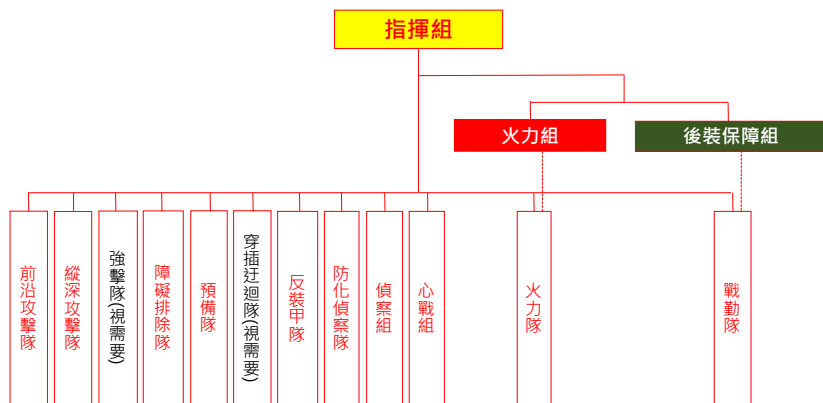 指揮組
火力組
後裝保障組
前沿攻擊隊
縱深攻擊隊
強擊隊(視需要)
障礙排除隊
預備隊
穿插迂迴隊(視需要)
反裝甲隊
防化偵察隊
偵察組
心戰組
火力隊
戰勤隊